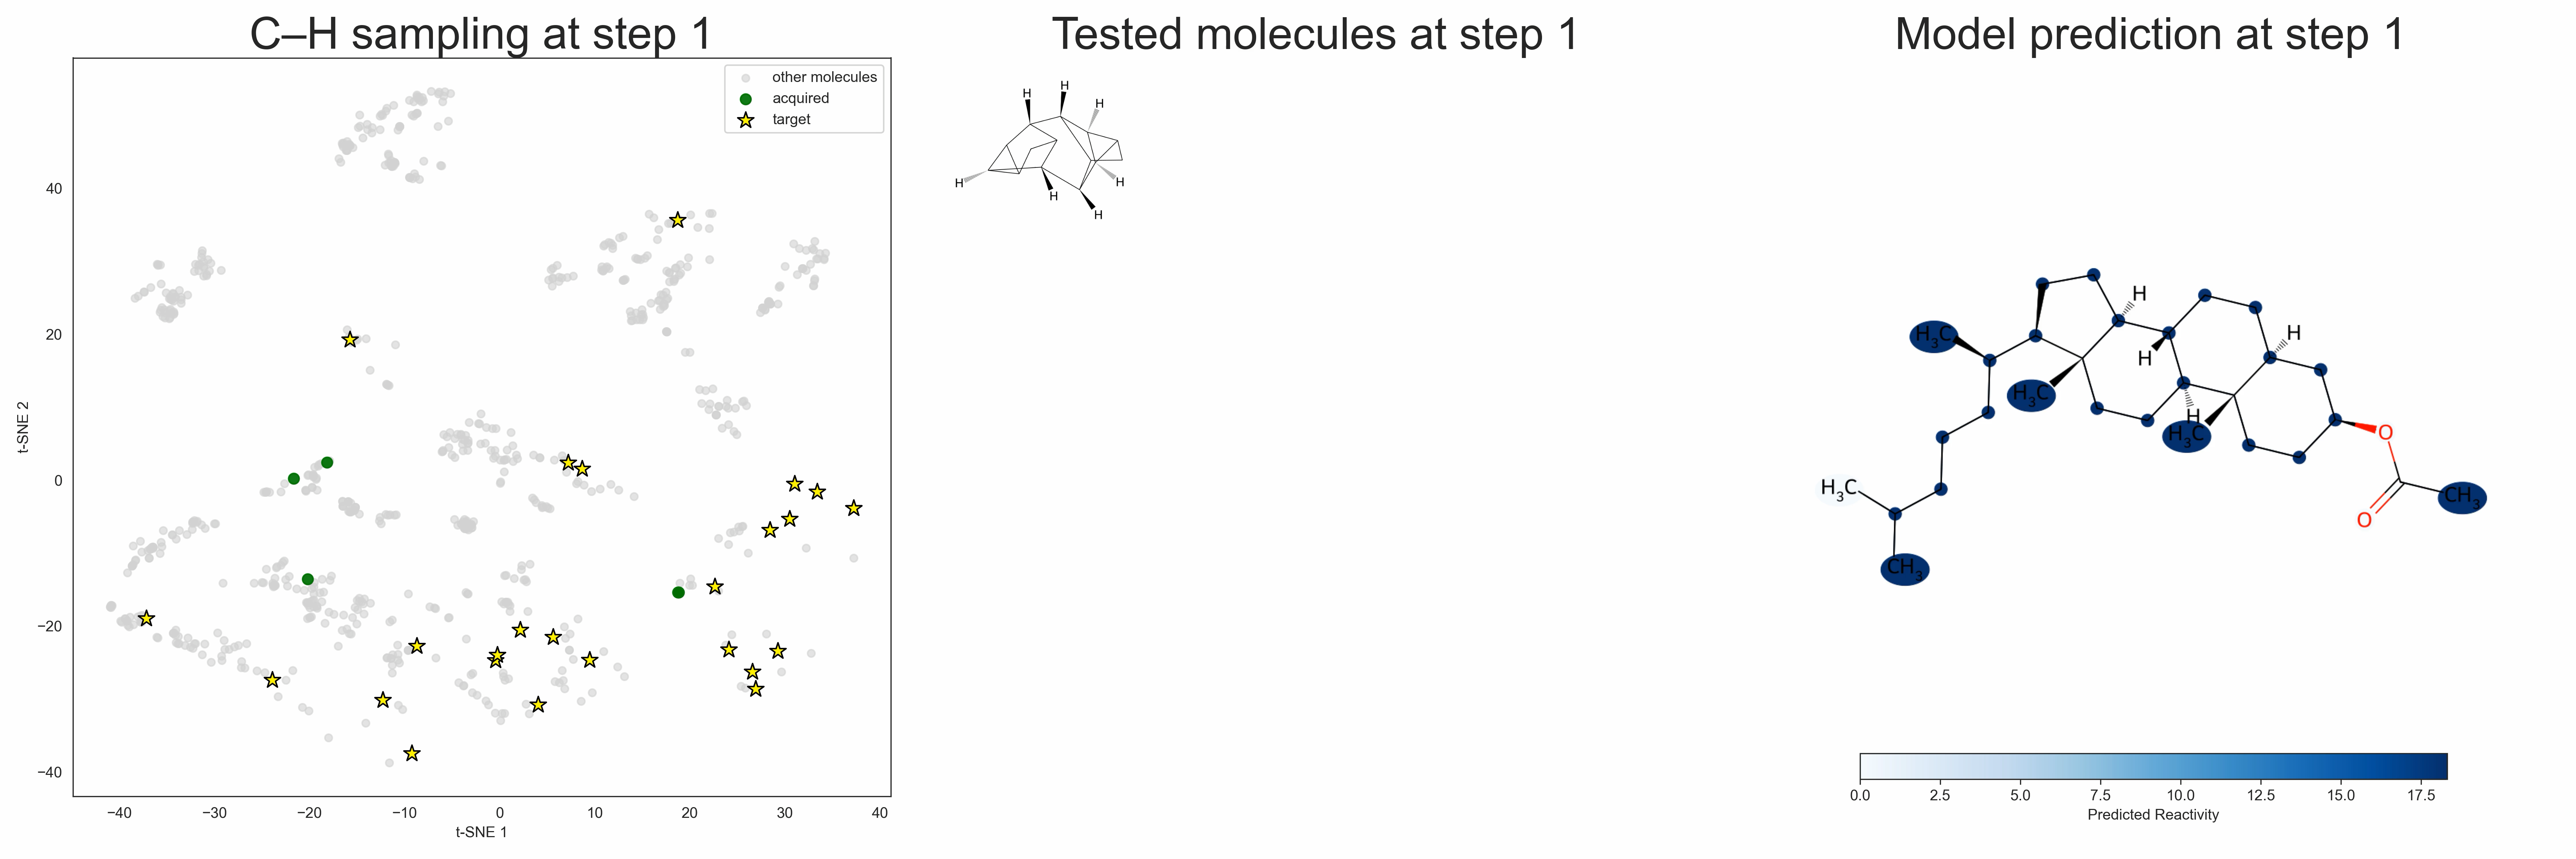 C–H sampling at step 1
other molecules
acquired
target
40
20
0
−20
−40
t-SNE 2
−40
−30
−20
−10
0
10
20
30
40
t-SNE 1
Tested molecules at step 1
H
H
H
H
H
H
H
Model prediction at step 1
H
H₃C
H
H
H₃C
H
H₃C
O
H₃C
O
CH₃
CH₃
0.0
2.5
5.0
7.5
10.0
12.5
15.0
17.5
Predicted Reactivity